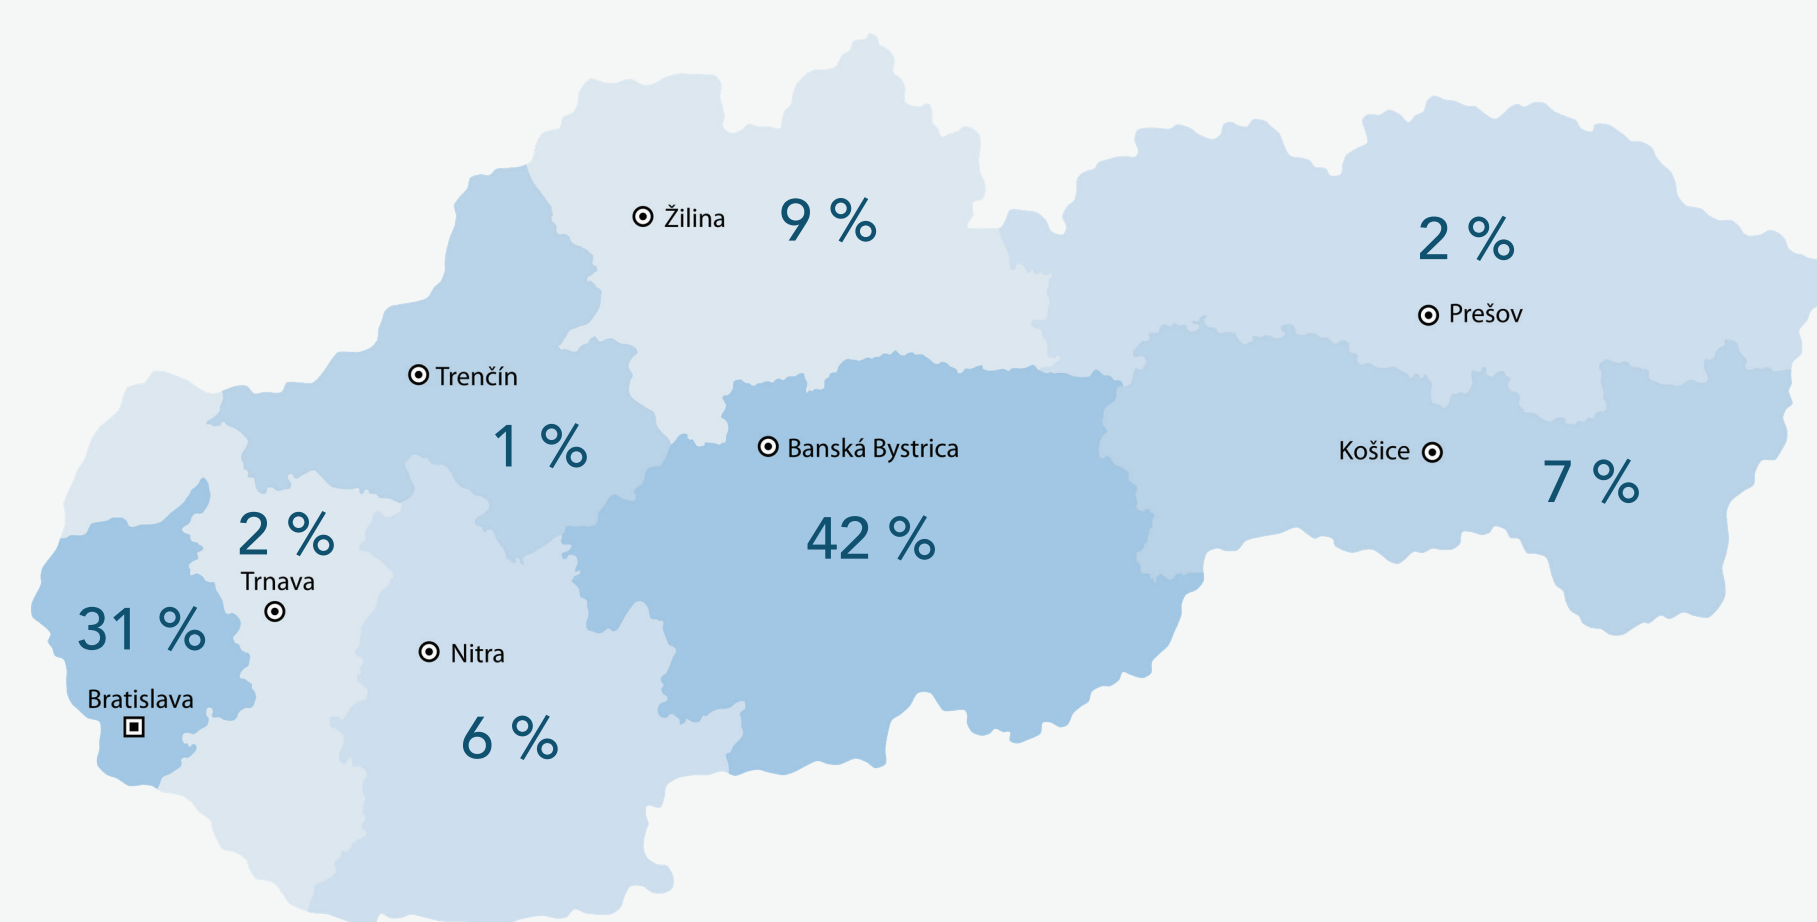 Žilina
9 %
2 %
Prešov
Trenčín
1 %
Banská Bystrica
42 %
Košice
7 %
2 %
Trnava
31 %
Bratislava
Nitra
6 %